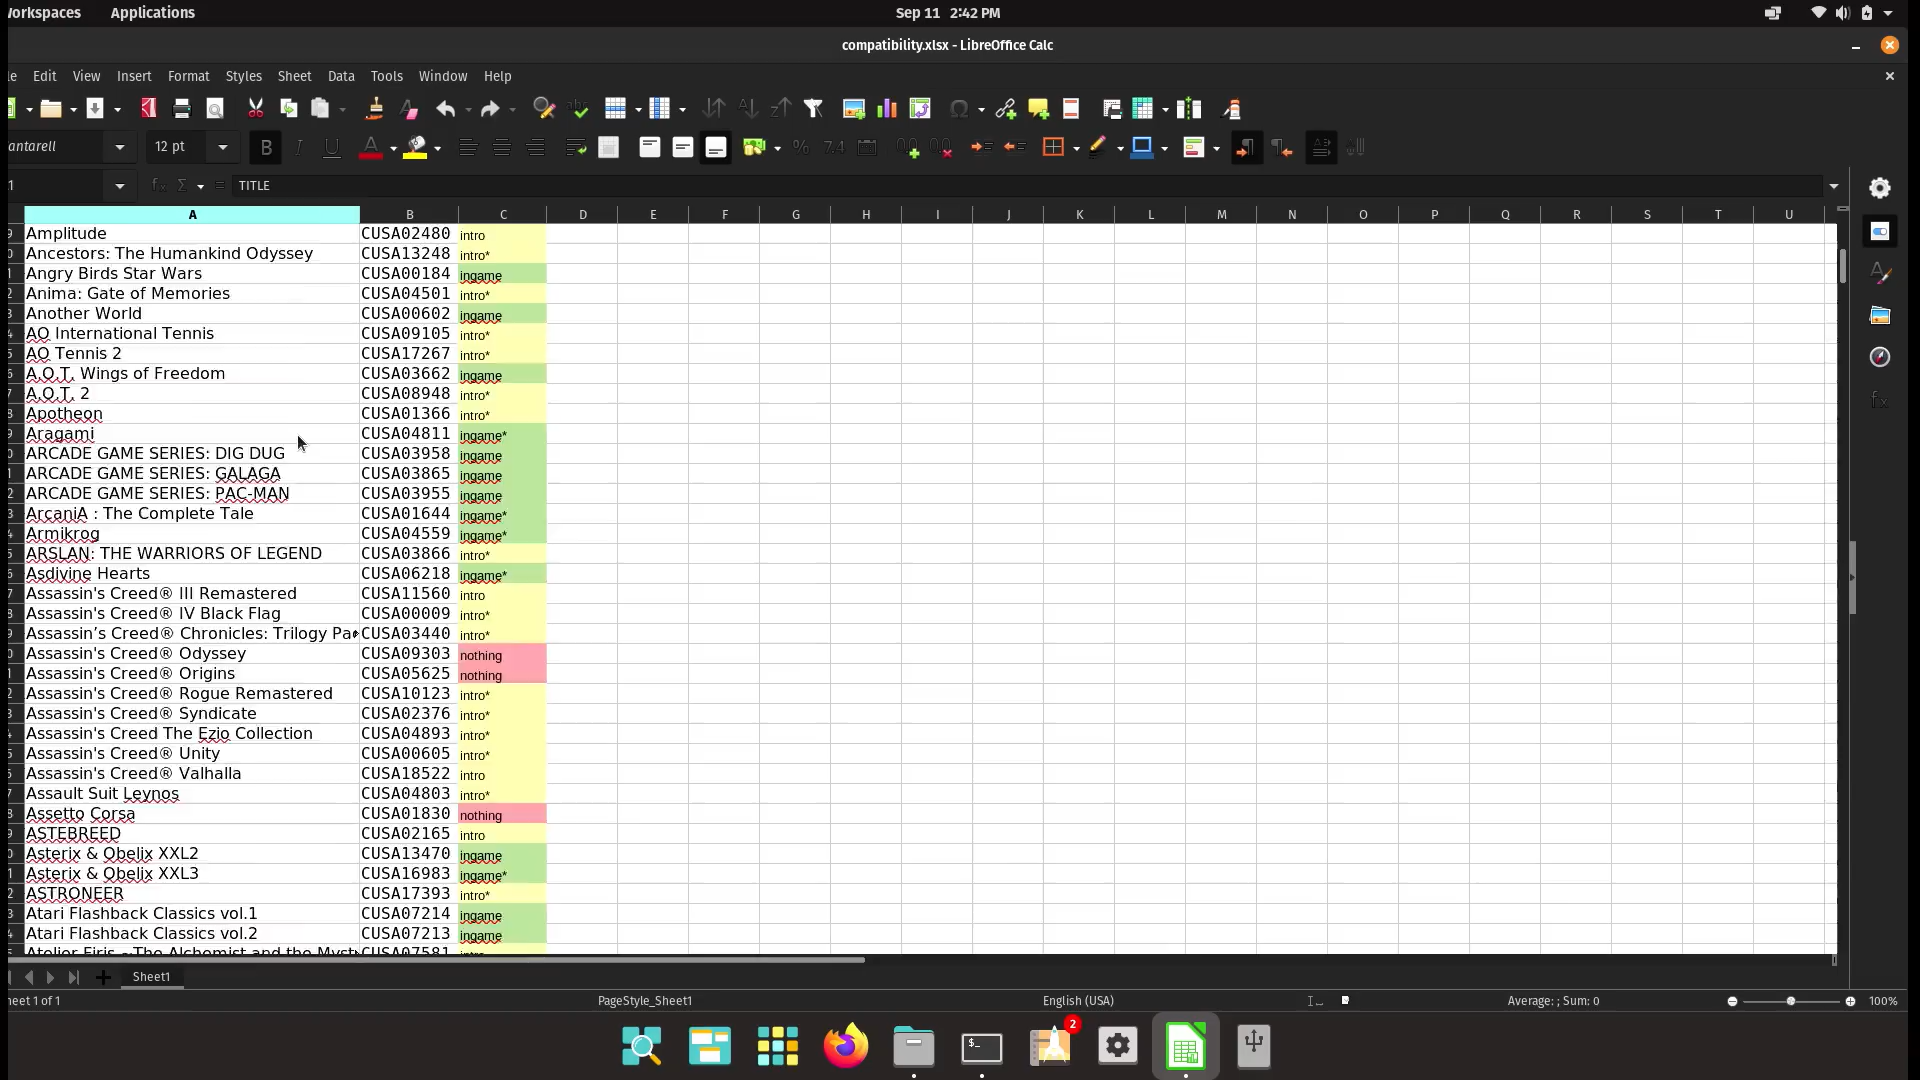 Workspaces Applications Sep 11 2:42 PM
compatibility.xlsx - LibreOffice Calc
Edit View Insert Format Styles Sheet Data Tools Window Help
12 pt
TITLE
A B C D E F G H I J K L M N O P Q R S T U
Amplitude CUSA02480 intro
Ancestors: The Humankind Odyssey CUSA13248 intro*
Angry Birds Star Wars CUSA00184 ingame
Anima: Gate of Memories CUSA04501 intro*
Another World CUSA00602 ingame
AO International Tennis CUSA09105 intro*
AO Tennis 2 CUSA17267 intro*
A.O.T. Wings of Freedom CUSA03662 ingame
A.O.T. 2 CUSA08948 intro*
Apotheon CUSA01366 intro*
Aragami CUSA04811 ingame*
ARCADE GAME SERIES: DIG DUG CUSA03958 ingame
ARCADE GAME SERIES: GALAGA CUSA03865 ingame
ARCADE GAME SERIES: PAC-MAN CUSA03955 ingame
ArcaniA : The Complete Tale CUSA01644 ingame*
Armikrog CUSA04559 ingame*
ARSLAN: THE WARRIORS OF LEGEND CUSA03866 intro*
Asdivine Hearts CUSA06218 ingame*
Assassin's Creed® III Remastered CUSA11560 intro
Assassin's Creed® IV Black Flag CUSA00009 intro*
Assassin’s Creed® Chronicles: Trilogy Pa CUSA03440 intro*
Assassin's Creed® Odyssey CUSA09303 nothing
Assassin's Creed® Origins CUSA05625 nothing
Assassin's Creed® Rogue Remastered CUSA10123 intro*
Assassin's Creed® Syndicate CUSA02376 intro*
Assassin's Creed The Ezio Collection CUSA04893 intro*
Assassin's Creed® Unity CUSA00605 intro*
Assassin's Creed® Valhalla CUSA18522 intro
Assault Suit Leynos CUSA04803 intro*
Assetto Corsa CUSA01830 nothing
ASTEBREED CUSA02165 intro
Asterix & Obelix XXL2 CUSA13470 ingame
Asterix & Obelix XXL3 CUSA16983 ingame*
ASTRONEER CUSA17393 intro*
Atari Flashback Classics vol.1 CUSA07214 ingame
Atari Flashback Classics vol.2 CUSA07213 ingame
Atelier Firis ~The Alchemist and the Myst CUSA07581
Sheet1
heet 1 of 1 PageStyle_Sheet1 English (USA) Average: ; Sum: 0 100%
2